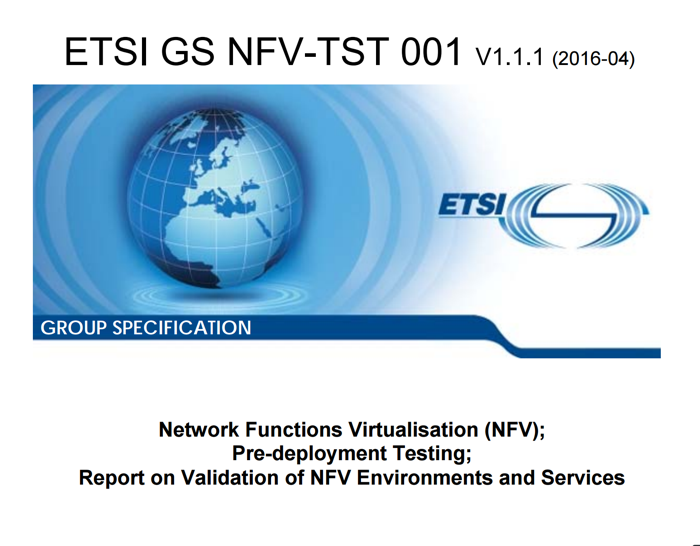 ETSI GS NFV-TST 001 V1.1.1 (2016-04)
ETSI
GROUP SPECIFICATION
Network Functions Virtualisation (NFV);
Pre-deployment Testing;
Report on Validation of NFV Environments and Services